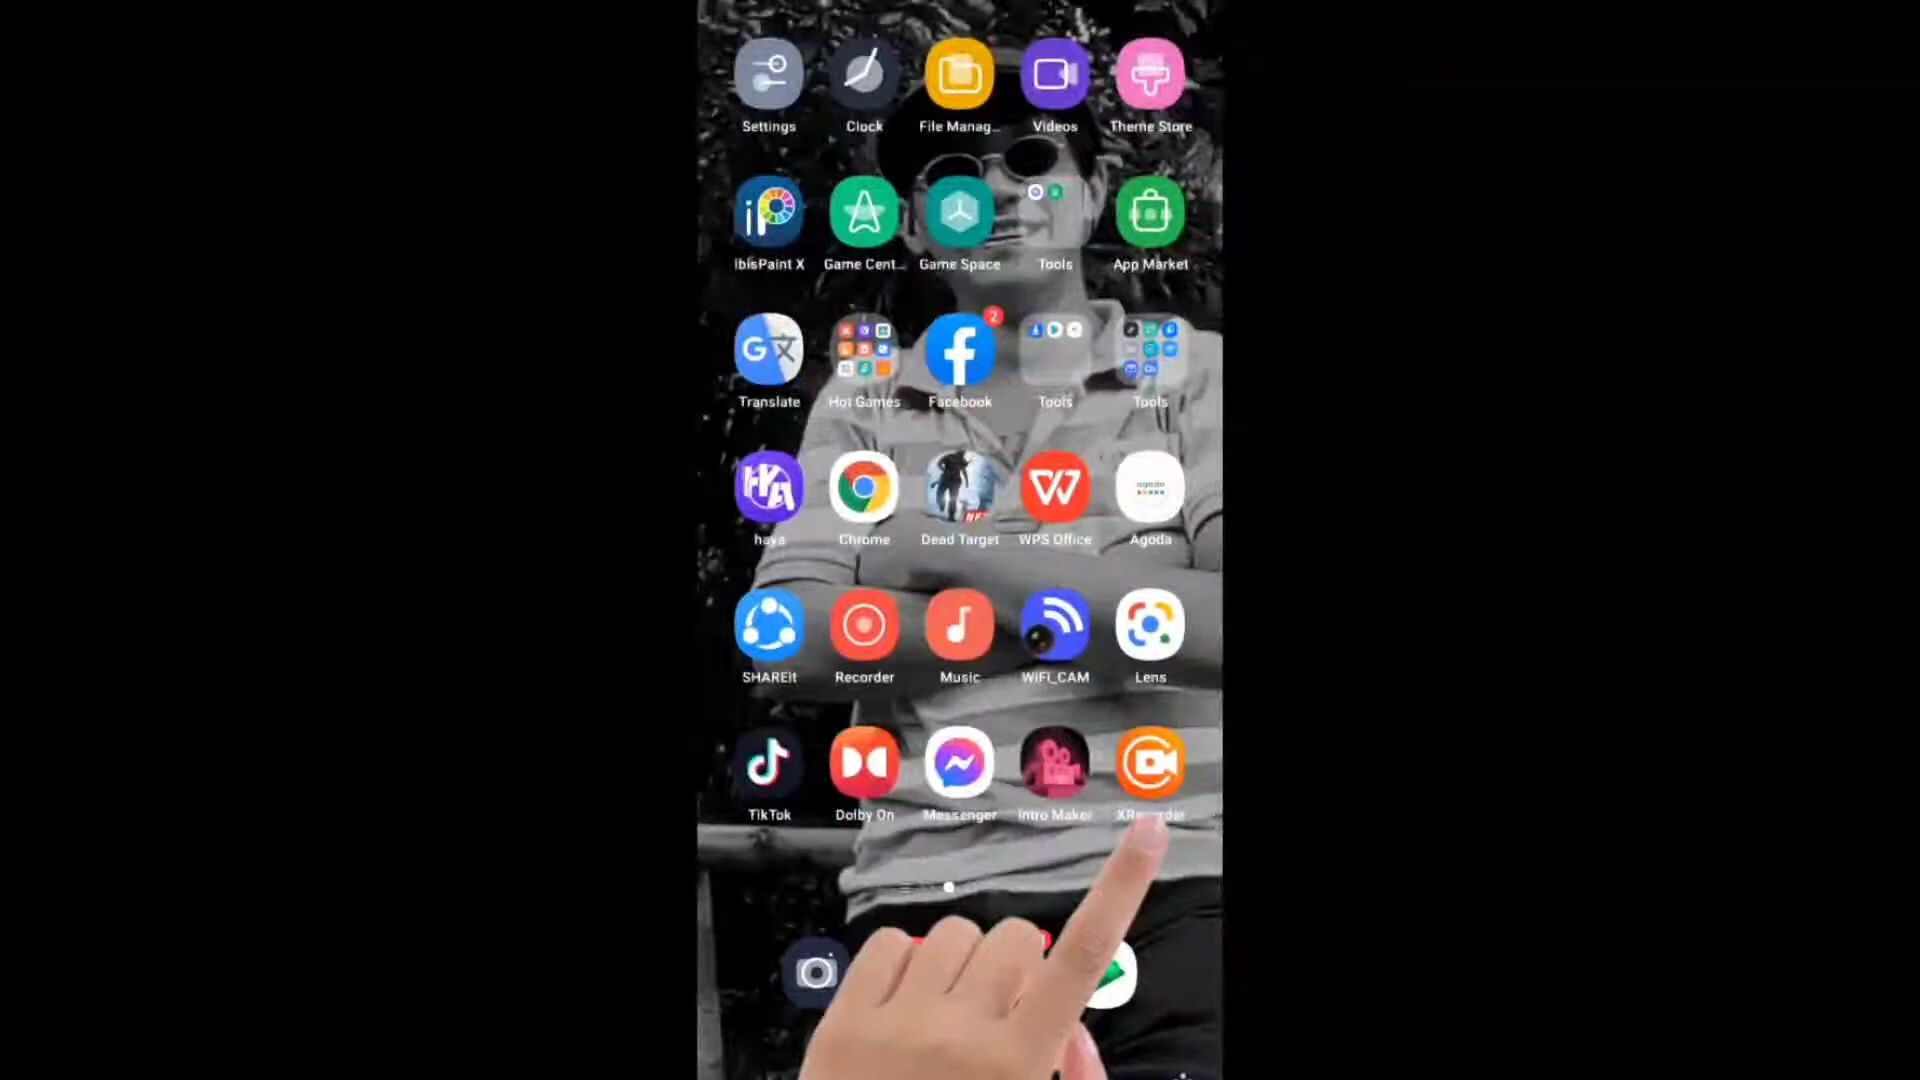 Settings Clock File Manag... Videos Theme Store
ibisPaint X Game Cent... Game Space Tools App Market
2
Translate Hot Games Facebook Tools Tools
haya Chrome Dead Target WPS Office Agoda
SHAREit Recorder Music WiFi_CAM Lens
TikTok Dolby On Messenger Intro Maker